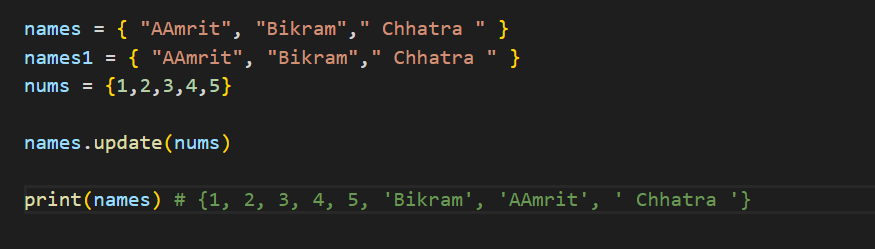 names = { "AAmrit", "Bikram"," Chhatra " }
names1 = { "AAmrit", "Bikram"," Chhatra " }
nums = {1,2,3,4,5}
names.update(nums)
print(names) # {1, 2, 3, 4, 5, 'Bikram', 'AAmrit', ' Chhatra '}